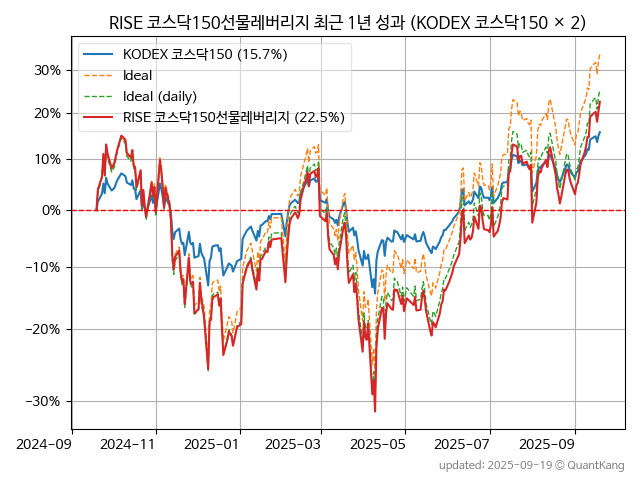 RISE 코스닥150선물레버리지 최근 1년 성과 (KODEX 코스닥150 × 2)
KODEX 코스닥150 (15.7%)
Ideal
Ideal (daily)
RISE 코스닥150선물레버리지 (22.5%)
30%
20%
10%
0%
−10%
−20%
−30%
2024-09
2024-11
2025-01
2025-03
2025-05
2025-07
2025-09
updated: 2025-09-19 © QuantKang